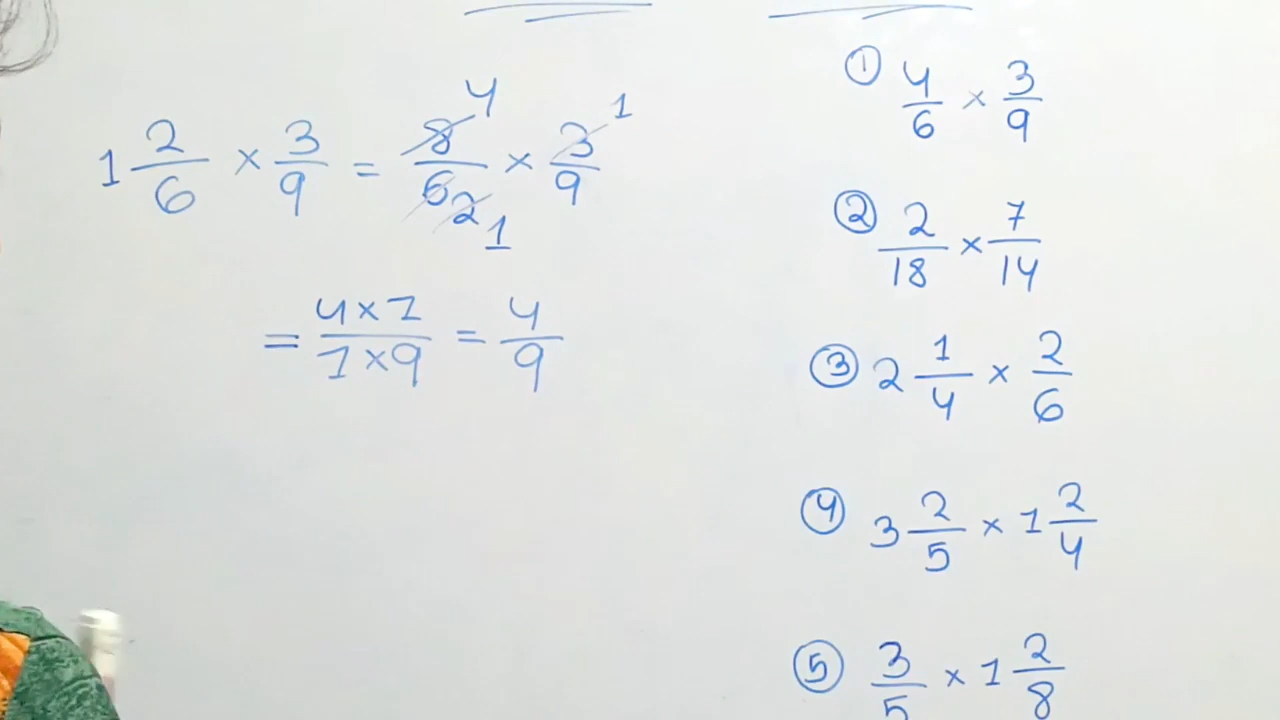 1 2/6 × 3/9 = 8/6 4 2 1 × 3/9 1
= 4×1/1×9 = 4/9
① 4/6 × 3/9
② 2/18 × 7/14
③ 2 1/4 × 2/6
④ 3 2/5 × 1 2/4
⑤ 3/5 × 1 2/8